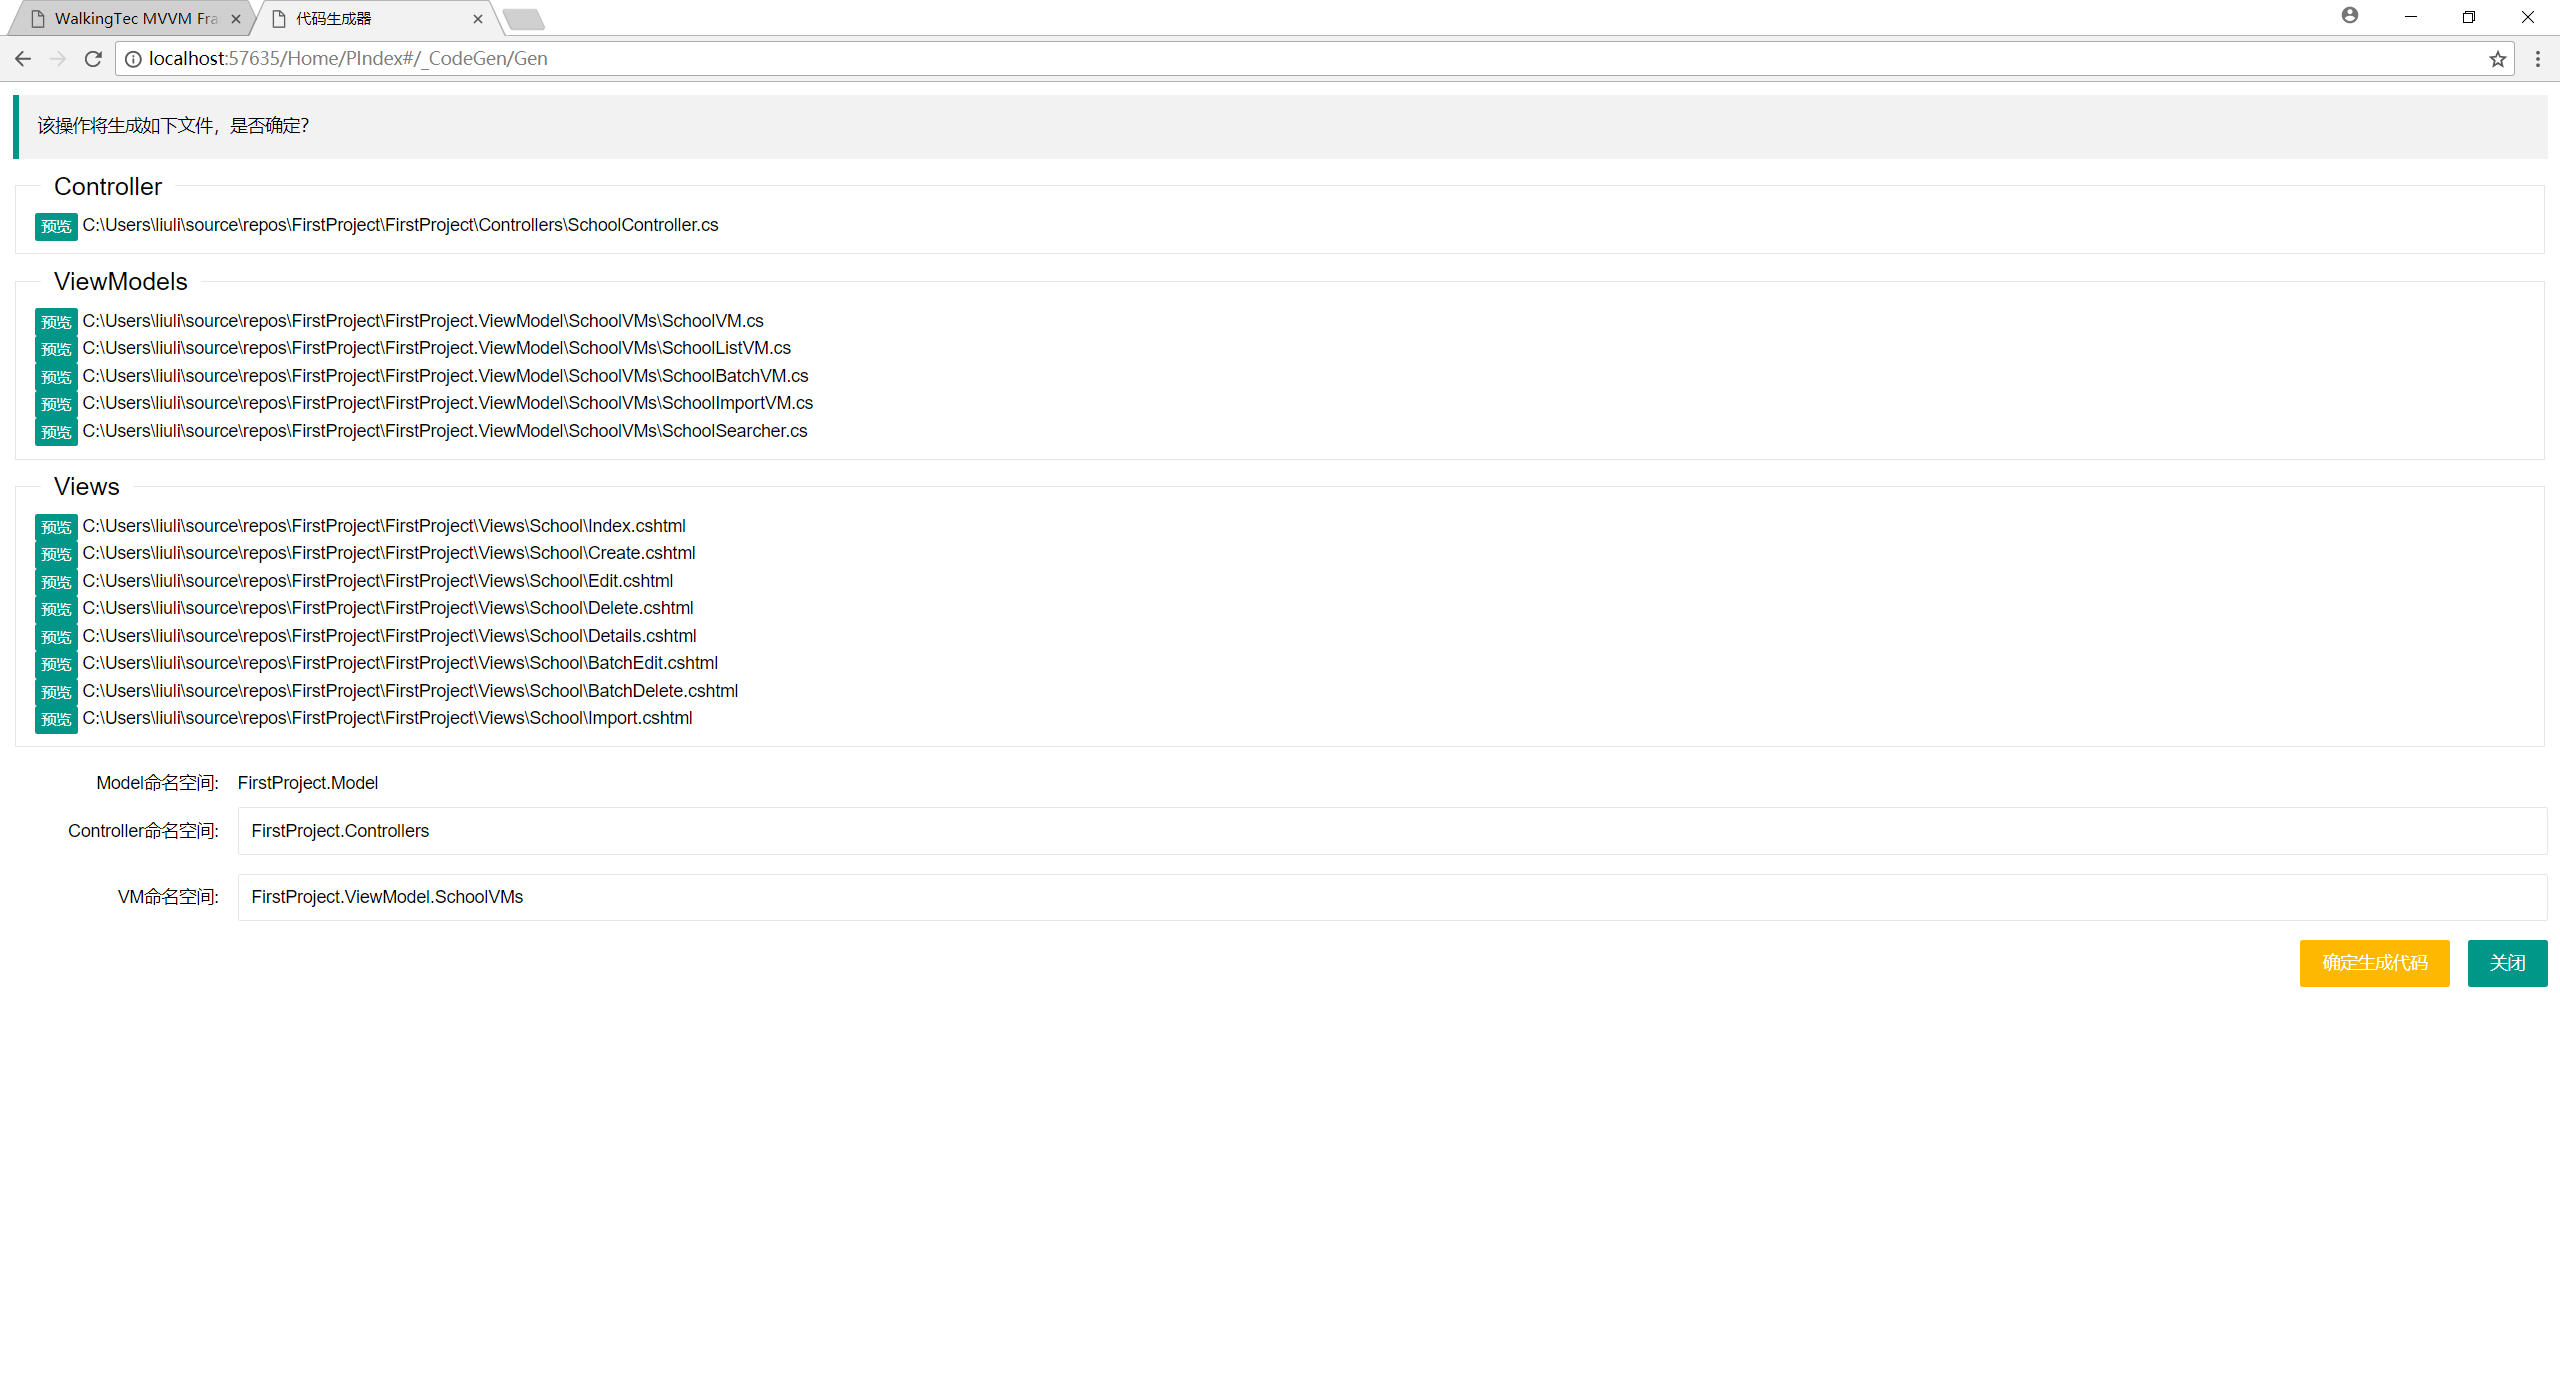 WalkingTec MVVM Fra
代码生成器
localhost:57635/Home/PIndex#/_CodeGen/Gen
该操作将生成如下文件，是否确定？
Controller
预览 C:\Users\liuli\source\repos\FirstProject\FirstProject\Controllers\SchoolController.cs
ViewModels
预览 C:\Users\liuli\source\repos\FirstProject\FirstProject.ViewModel\SchoolVMs\SchoolVM.cs
预览 C:\Users\liuli\source\repos\FirstProject\FirstProject.ViewModel\SchoolVMs\SchoolListVM.cs
预览 C:\Users\liuli\source\repos\FirstProject\FirstProject.ViewModel\SchoolVMs\SchoolBatchVM.cs
预览 C:\Users\liuli\source\repos\FirstProject\FirstProject.ViewModel\SchoolVMs\SchoolImportVM.cs
预览 C:\Users\liuli\source\repos\FirstProject\FirstProject.ViewModel\SchoolVMs\SchoolSearcher.cs
Views
预览 C:\Users\liuli\source\repos\FirstProject\FirstProject\Views\School\Index.cshtml
预览 C:\Users\liuli\source\repos\FirstProject\FirstProject\Views\School\Create.cshtml
预览 C:\Users\liuli\source\repos\FirstProject\FirstProject\Views\School\Edit.cshtml
预览 C:\Users\liuli\source\repos\FirstProject\FirstProject\Views\School\Delete.cshtml
预览 C:\Users\liuli\source\repos\FirstProject\FirstProject\Views\School\Details.cshtml
预览 C:\Users\liuli\source\repos\FirstProject\FirstProject\Views\School\BatchEdit.cshtml
预览 C:\Users\liuli\source\repos\FirstProject\FirstProject\Views\School\BatchDelete.cshtml
预览 C:\Users\liuli\source\repos\FirstProject\FirstProject\Views\School\Import.cshtml
Model命名空间: FirstProject.Model
Controller命名空间: FirstProject.Controllers
VM命名空间: FirstProject.ViewModel.SchoolVMs
确定生成代码 关闭